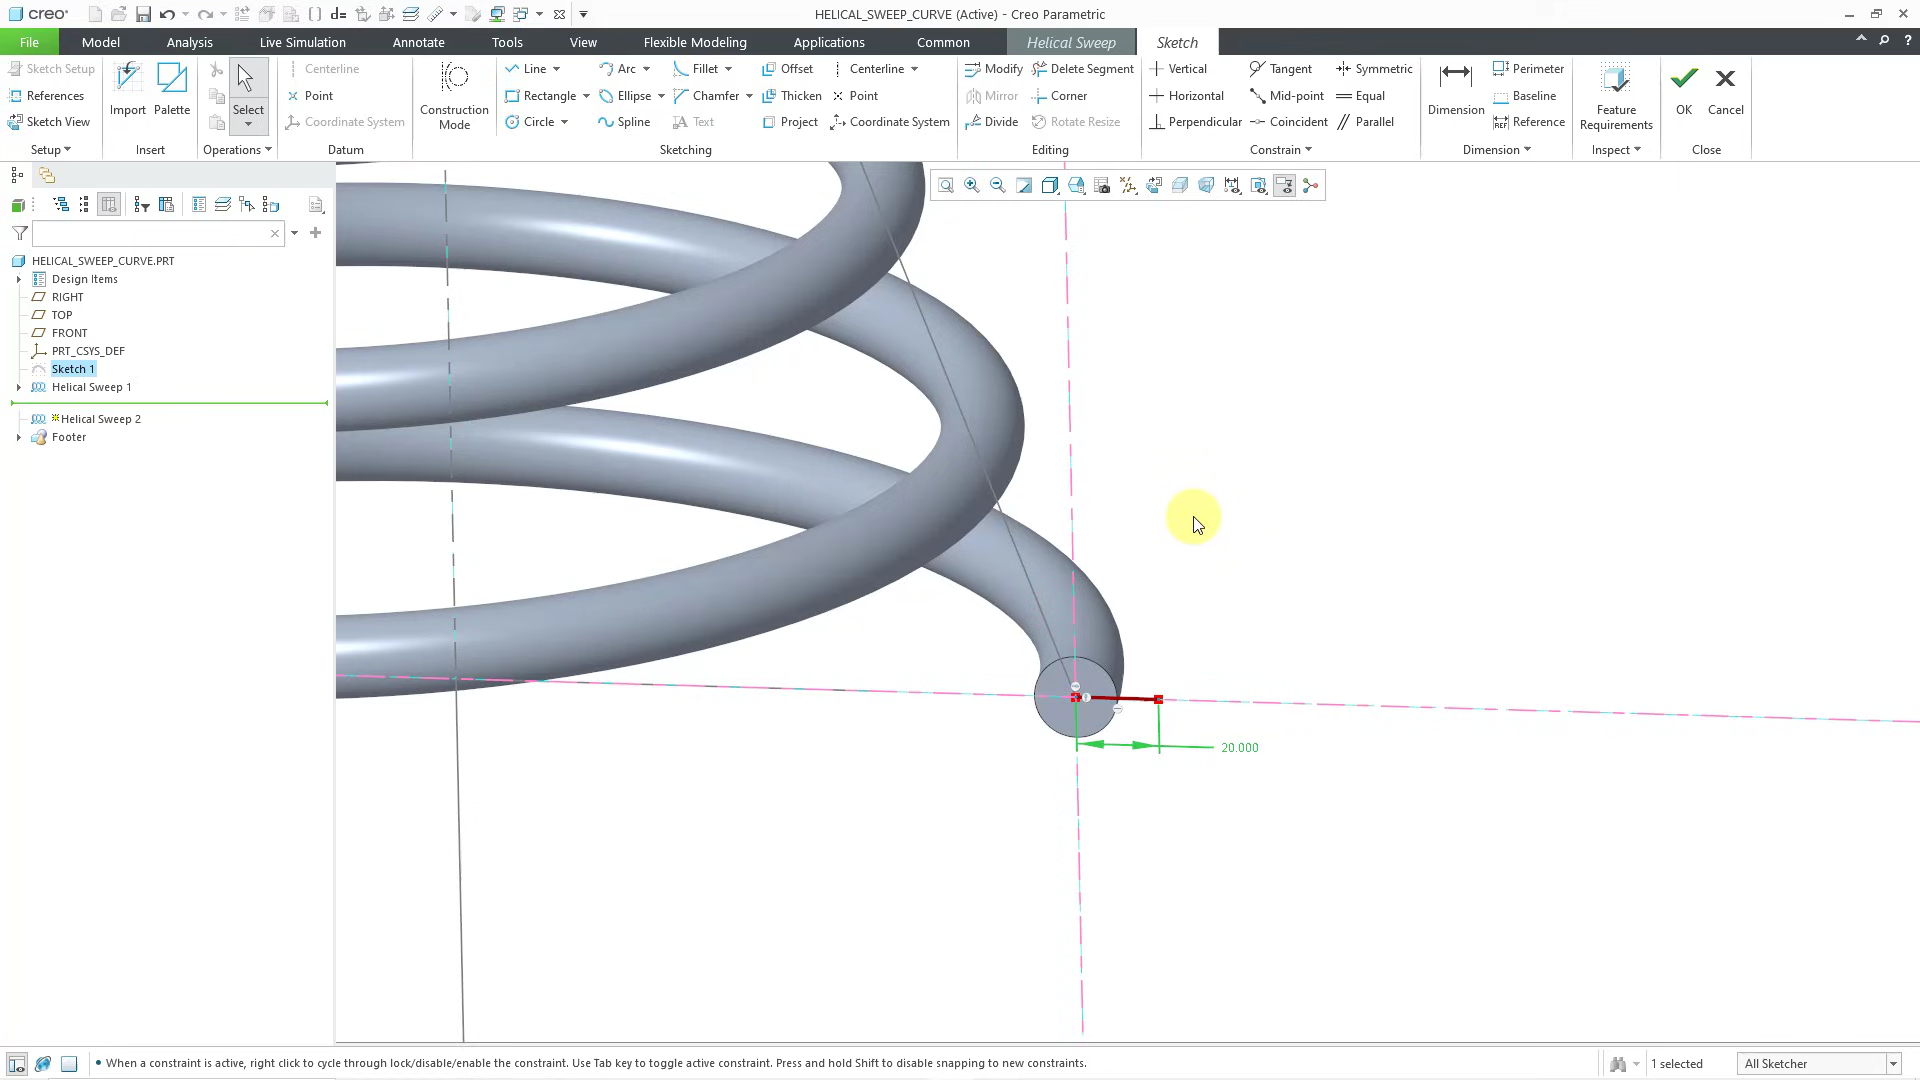 creo
HELICAL_SWEEP_CURVE (Active) - Creo Parametric
File
Model
Analysis
Live Simulation
Annotate
Tools
View
Flexible Modeling
Applications
Common
Helical Sweep
Sketch
Sketch Setup
References
Sketch View
Setup
Import
Palette
Insert
Select
Operations
Centerline
Point
Coordinate System
Datum
Construction
Mode
Line
Rectangle
Circle
Arc
Ellipse
Spline
Fillet
Chamfer
Text
Offset
Thicken
Project
Centerline
Point
Coordinate System
Sketching
Modify
Mirror
Divide
Delete Segment
Corner
Rotate Resize
Editing
Vertical
Horizontal
Perpendicular
Tangent
Mid-point
Coincident
Symmetric
Equal
Parallel
Constrain
Dimension
Perimeter
Baseline
REF Reference
Dimension
Feature
Requirements
Inspect
OK
Cancel
Close
HELICAL_SWEEP_CURVE.PRT
Design Items
RIGHT
TOP
FRONT
PRT_CSYS_DEF
Sketch 1
Helical Sweep 1
Helical Sweep 2
Footer
20.000
When a constraint is active, right click to cycle through lock/disable/enable the constraint. Use Tab key to toggle active constraint. Press and hold Shift to disable snapping to new constraints.
1 selected
All Sketcher